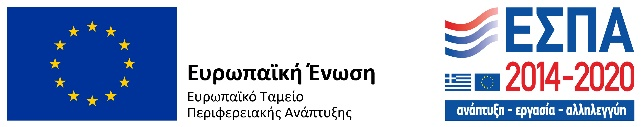 Ευρωπαϊκή Ένωση
Ευρωπαϊκό Ταμείο
Περιφερειακής Ανάπτυξης
ΕΣΠΑ
2014-2020
ανάπτυξη - εργασία - αλληλεγγύη